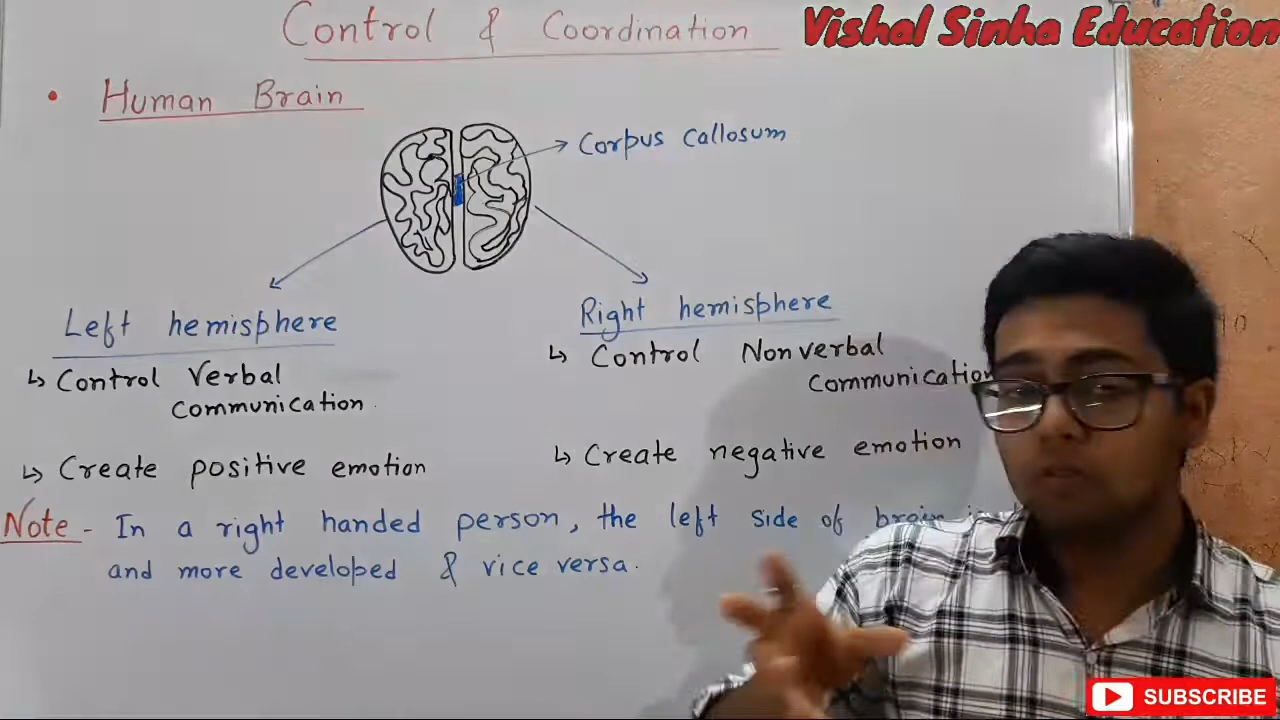 Control & Coordination
Vishal Sinha Education
• Human Brain
Corpus Callosum
Left hemisphere
Right hemisphere
↳ Control Verbal
communication
↳ Control Nonverbal
communication
↳ Create positive emotion
↳ Create negative emotion
Note - In a right handed person, the left side of brain
and more developed & vice versa.
SUBSCRIBE